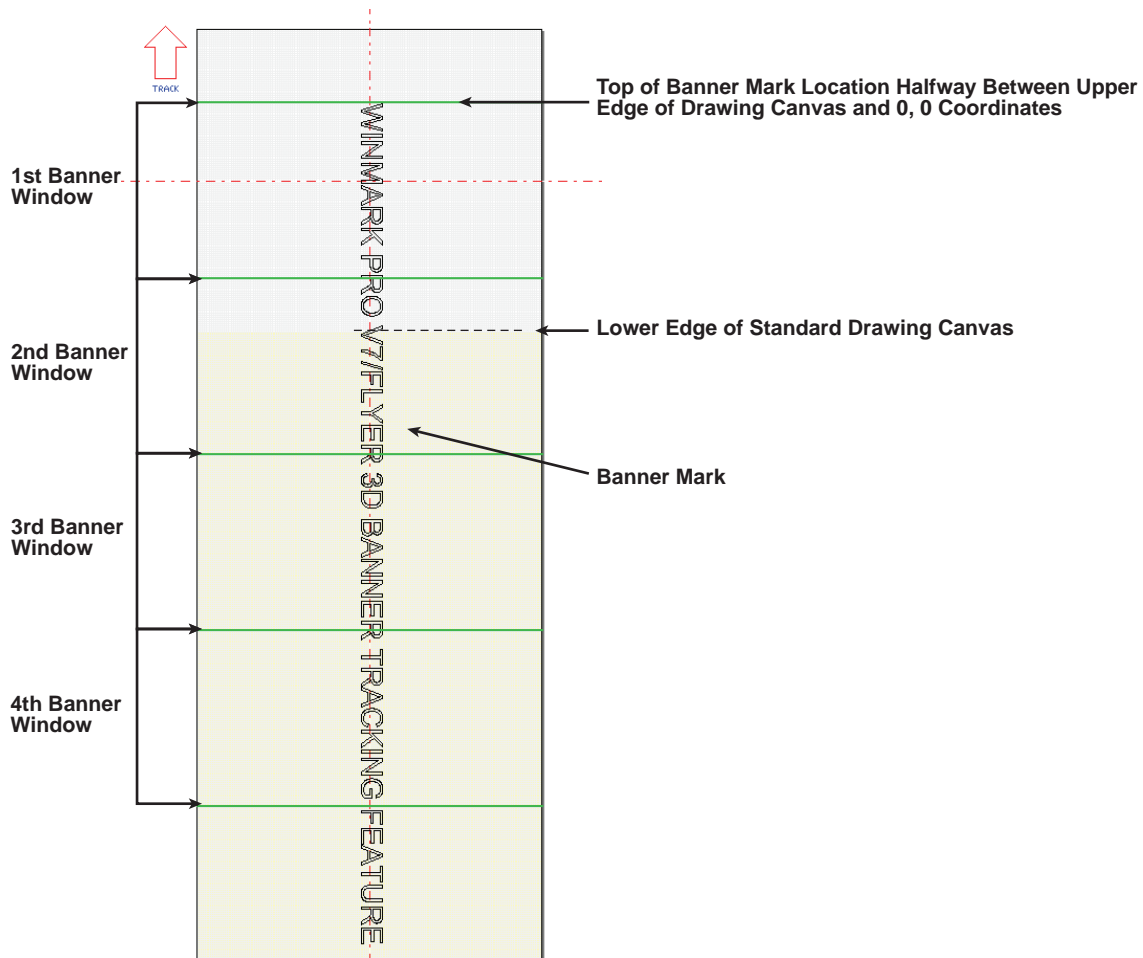 TRACK
Top of Banner Mark Location Halfway Between Upper
Edge of Drawing Canvas and 0, 0 Coordinates
1st Banner
Window
WINMARK PRO V7/FLYER 3D BANNER TRACKING FEATURE
Lower Edge of Standard Drawing Canvas
2nd Banner
Window
Banner Mark
3rd Banner
Window
4th Banner
Window